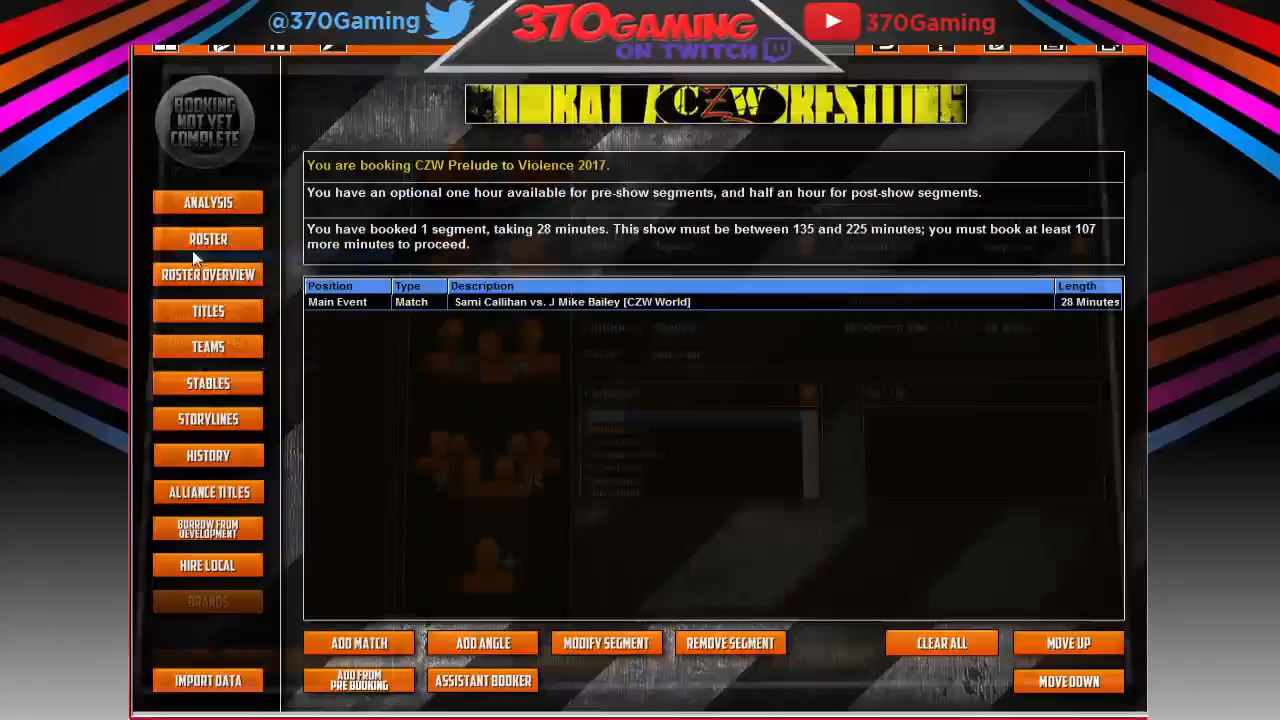 @370Gaming
370GAMING
ON TWITCH
370Gaming
BOOKING
NOT YET
COMPLETE
CZW
You are booking CZW Prelude to Violence 2017.
You have an optional one hour available for pre-show segments, and half an hour for post-show segments.
You have booked 1 segment, taking 28 minutes. This show must be between 135 and 225 minutes; you must book at least 107
more minutes to proceed.
Position Type Description Length
Main Event Match Sami Callihan vs. J Mike Bailey [CZW World] 28 Minutes
ANALYSIS
ROSTER
ROSTER OVERVIEW
TITLES
TEAMS
STABLES
STORYLINES
HISTORY
ALLIANCE TITLES
BORROW FROM
DEVELOPMENT
HIRE LOCAL
BRANDS
IMPORT DATA
ADD MATCH
ADD ANGLE
MODIFY SEGMENT
REMOVE SEGMENT
CLEAR ALL
MOVE UP
ADD FROM
PRE BOOKING
ASSISTANT BOOKER
MOVE DOWN